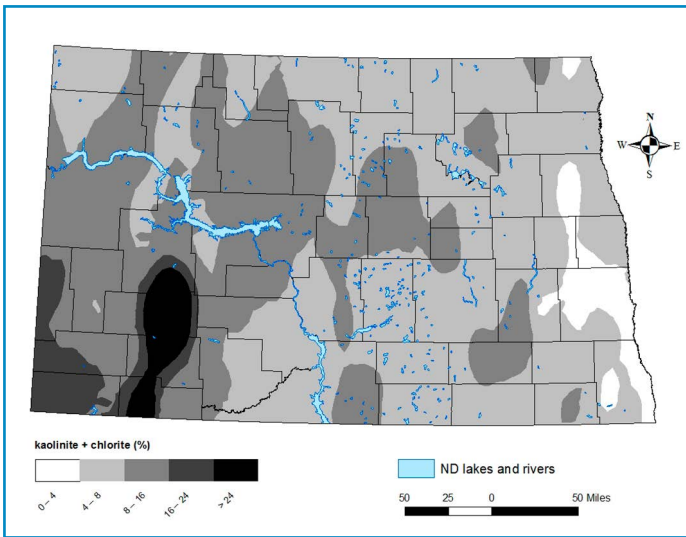 N
W E
S
kaolinite + chlorite (%)
0 – 4
4 – 8
8 – 16
16 – 24
> 24
ND lakes and rivers
50 25 0 50 Miles